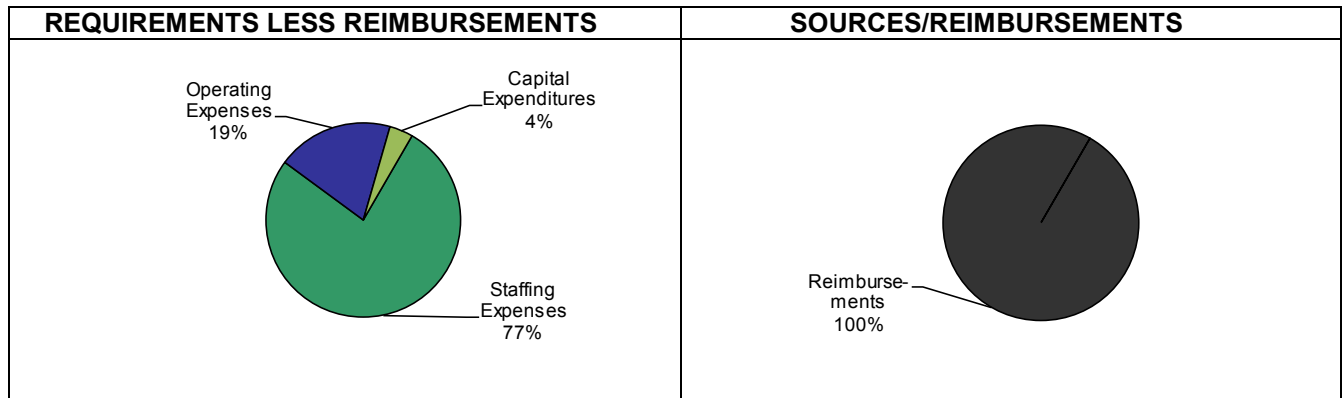 REQUIREMENTS LESS REIMBURSEMENTS
SOURCES/REIMBURSEMENTS
Operating
Expenses
19%
Capital
Expenditures
4%
Staffing
Expenses
77%
Reimburse-
ments
100%